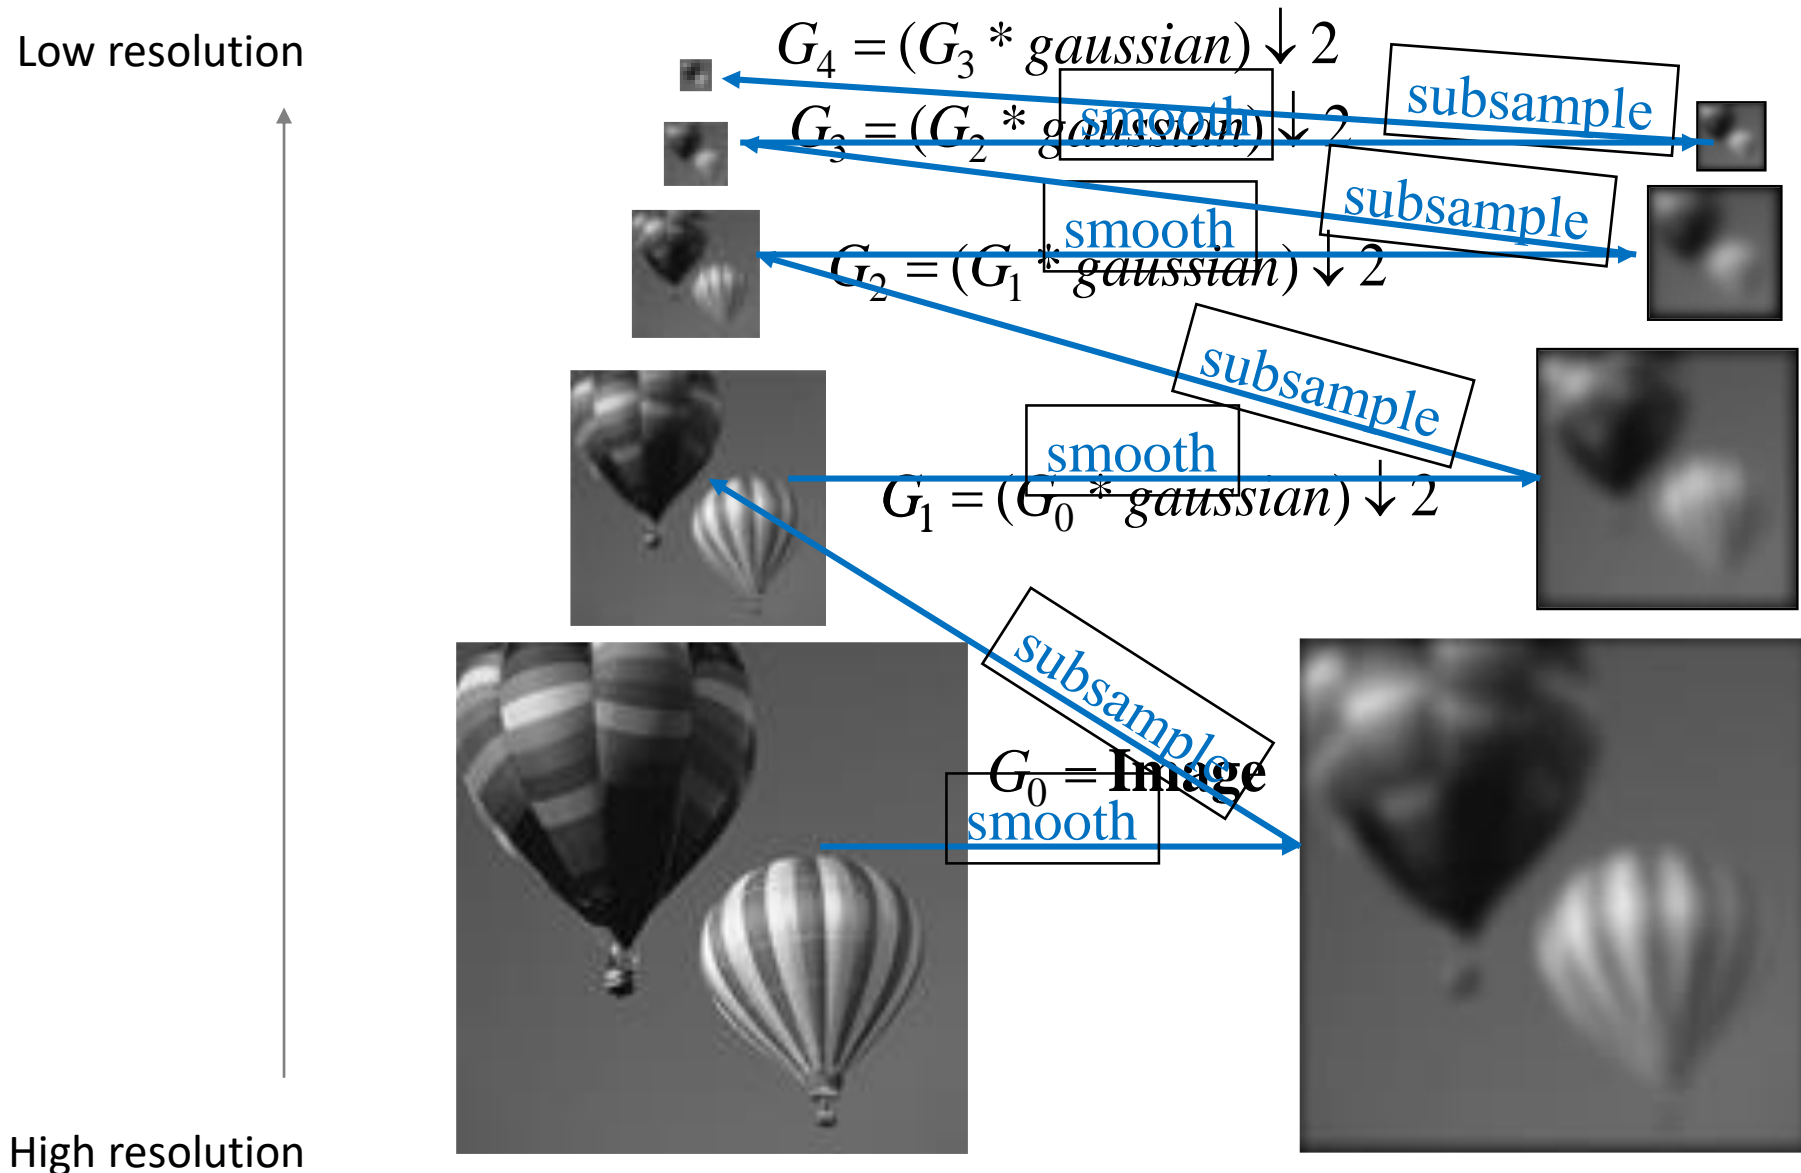 Low resolution
G₄ = (G₃ * gaussian) ↓ 2
subsample
smooth
G₃ = (G₂ * gaussian) ↓ 2
subsample
smooth
G₂ = (G₁ * gaussian) ↓ 2
subsample
smooth
G₁ = (G₀ * gaussian) ↓ 2
subsample
G₀ = Image
smooth
High resolution